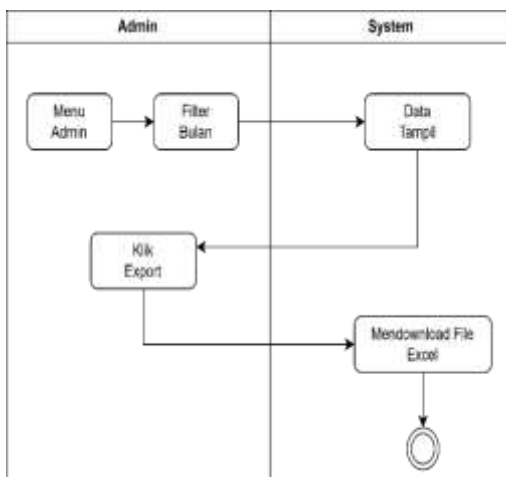 Admin
System
Menu
Admin
Filter
Bulan
Data
Tampil
Klik
Export
Mendownload File
Excel